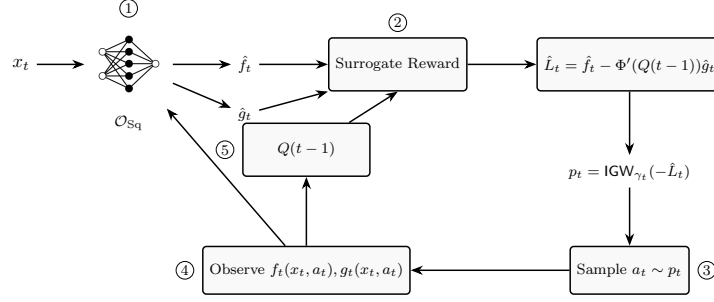 ①
②
x_t
f̂_t
Surrogate Reward
L̂_t = f̂_t − Φ′(Q(t−1))ĝ_t
ĝ_t
𝒪_Sq
⑤
Q(t − 1)
p_t = IGW_{γ_t}(−L̂_t)
④
Observe f_t(x_t, a_t), g_t(x_t, a_t)
Sample a_t ∼ p_t
③